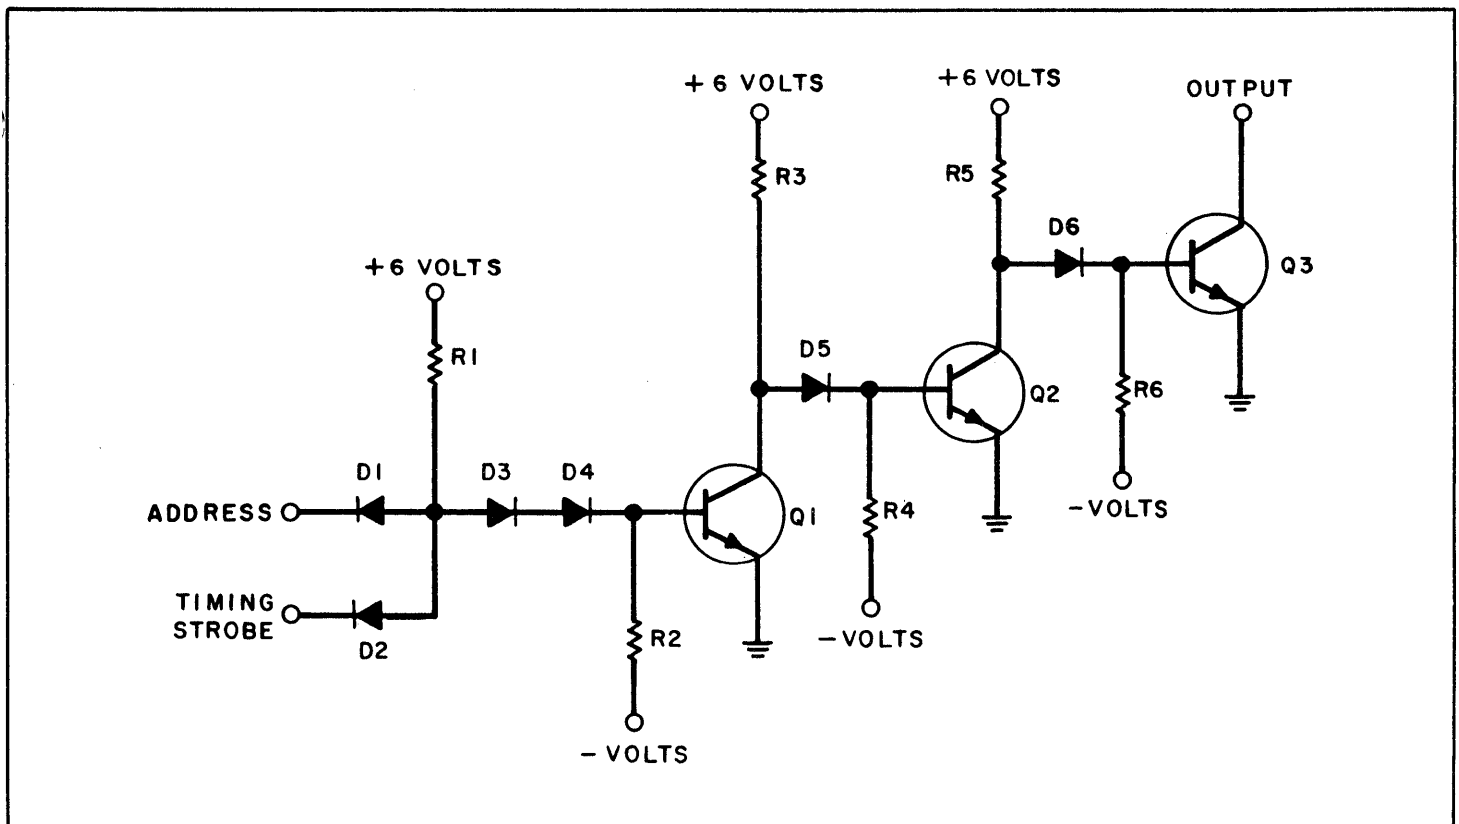 +6 VOLTS
+6 VOLTS
OUTPUT
R3
R5
D6
Q3
+6 VOLTS
R1
D5
Q2
R6
D1
D3
D4
Q1
R4
-VOLTS
ADDRESS
TIMING
STROBE
D2
R2
-VOLTS
-VOLTS